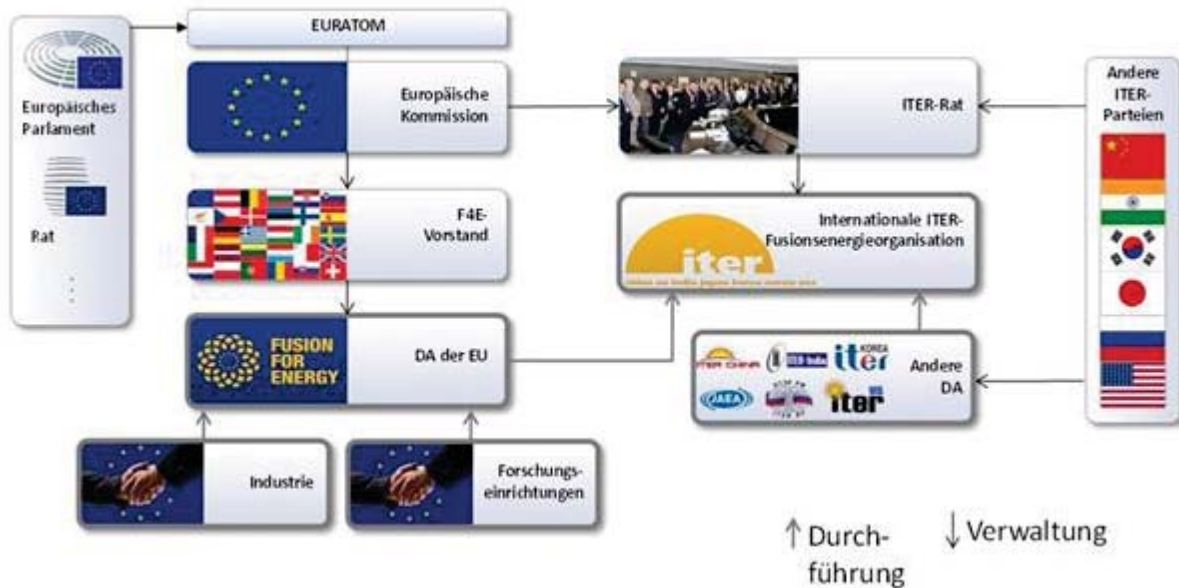 EURATOM
Europäisches
Parlament
Rat
Europäische
Kommission
F4E-
Vorstand
FUSION
FOR
ENERGY
DA der EU
Industrie
Forschungs-
einrichtungen
ITER-Rat
Internationale ITER-
Fusionsenergieorganisation
iter
ITER CHINA
ITER-India
KOREA
iter
JAEA
US
iter
Andere
DA
Andere
ITER-
Parteien
Durch-
führung
Verwaltung